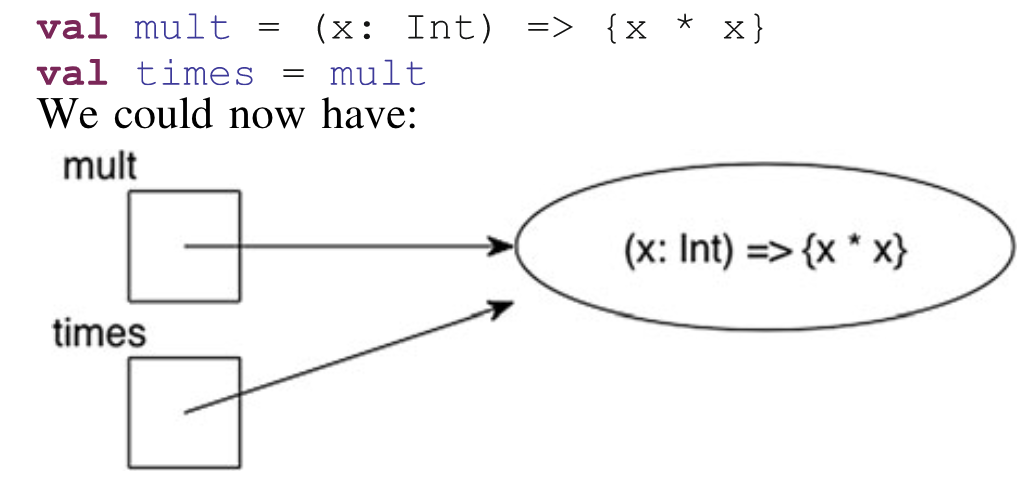 val mult = (x: Int) => {x * x}
val times = mult
We could now have:
mult
(x: Int) => {x * x}
times